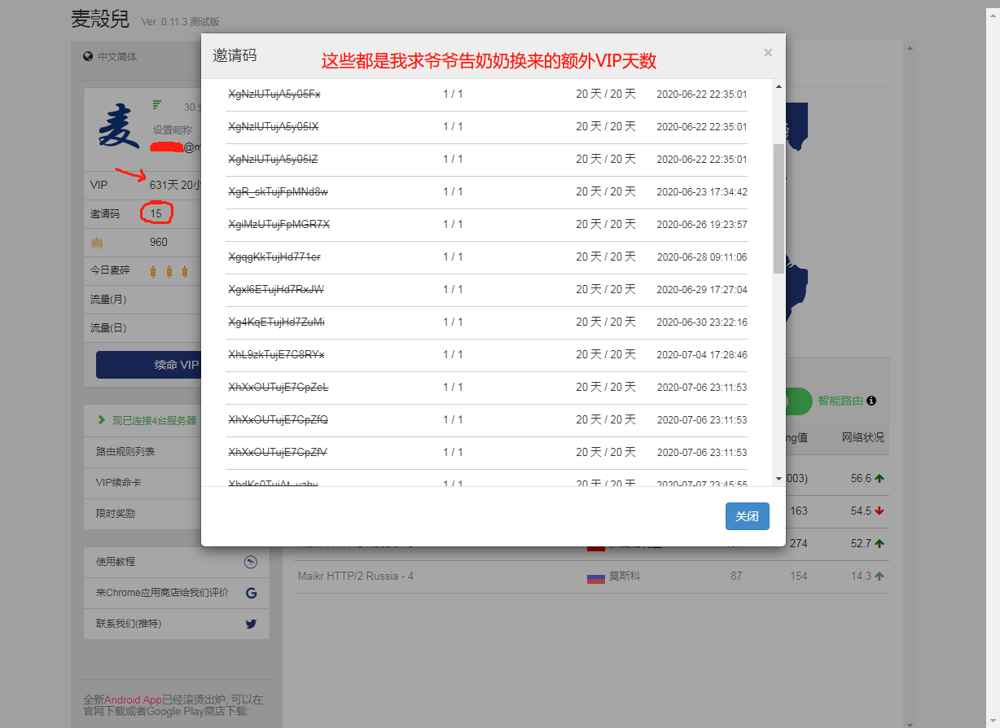 麦殼兒 Ver. 0.11.3 测试版
中文简体
30
设置昵称
@m
VIP 631天 20小
邀请码 15
960
今日麦碎
流量(月)
流量(日)
续命 VIP
现已连接4台服务器
路由规则列表
VIP续命卡
限时奖励
使用教程
来Chrome应用商店给我们评价
联系我们(推特)
全新Android App已经滚烫出炉, 可以在
官网下载或者Google Play商店下载:
邀请码 这些都是我求爷爷告奶奶换来的额外VIP天数 ×
XgNzIUTujA5y05Fx 1 / 1 20 天 / 20 天 2020-06-22 22:35:01
XgNzIUTujA5y05IX 1 / 1 20 天 / 20 天 2020-06-22 22:35:01
XgNzIUTujA5y05IZ 1 / 1 20 天 / 20 天 2020-06-22 22:35:01
XgR_skTujFpMNd8w 1 / 1 20 天 / 20 天 2020-06-23 17:34:42
XgiMzUTujFpMGR7X 1 / 1 20 天 / 20 天 2020-06-26 19:23:57
XgqgKkTujHd771er 1 / 1 20 天 / 20 天 2020-06-28 09:11:06
Xgxl6ETujHd7RxJW 1 / 1 20 天 / 20 天 2020-06-29 17:27:04
Xg4KqETujHd7ZuMi 1 / 1 20 天 / 20 天 2020-06-30 23:22:16
XhL9zkTujE7C8RYx 1 / 1 20 天 / 20 天 2020-07-04 17:28:46
XhXxOUTujE7CpZeL 1 / 1 20 天 / 20 天 2020-07-06 23:11:53
XhXxOUTujE7CpZfQ 1 / 1 20 天 / 20 天 2020-07-06 23:11:53
XhXxOUTujE7CpZfV 1 / 1 20 天 / 20 天 2020-07-06 23:11:53
1 / 1 20 天 / 20 天 2020-07-07 23:45:55
关闭
智能路由
ng值 网络状况
003) 56.6
163 54.5
274 52.7
Maikr HTTP/2 Russia - 4 莫斯科 87 154 14.3